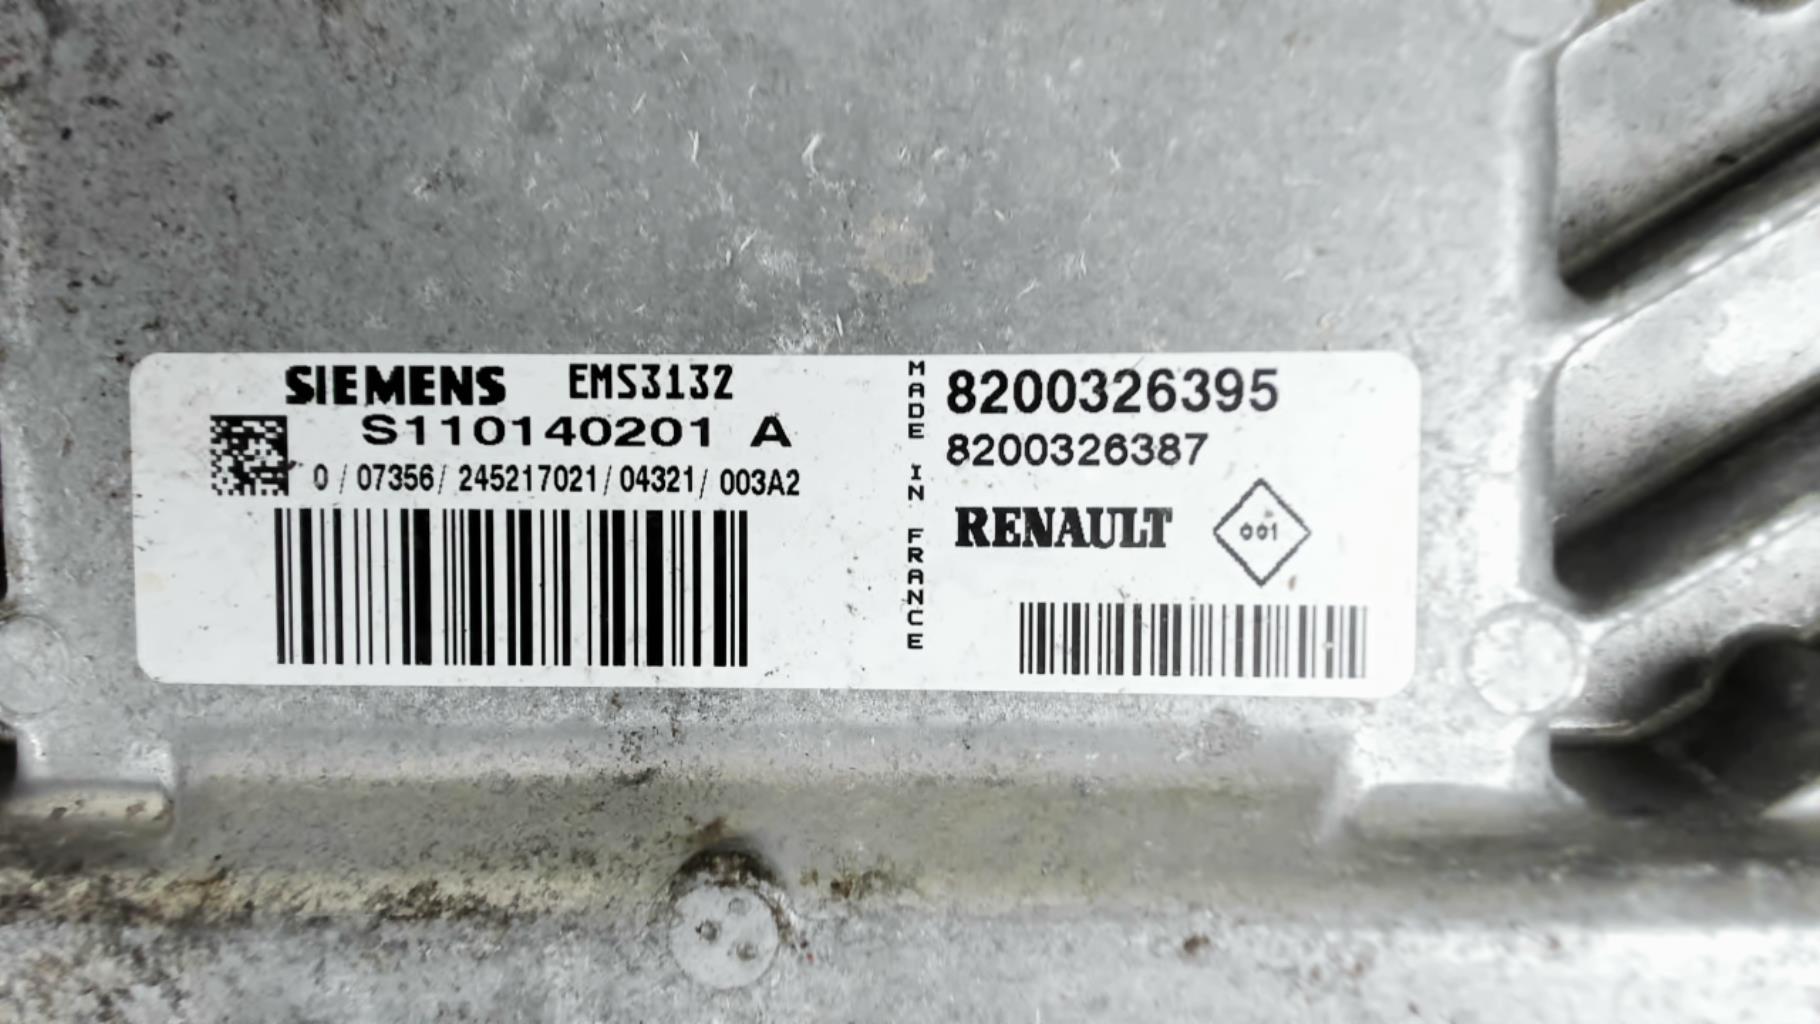 SIEMENS EMS3132
S110140201 A
0 / 07356 / 245217021 / 04321 / 003A2
MADE IN FRANCE
8200326395
8200326387
RENAULT 001